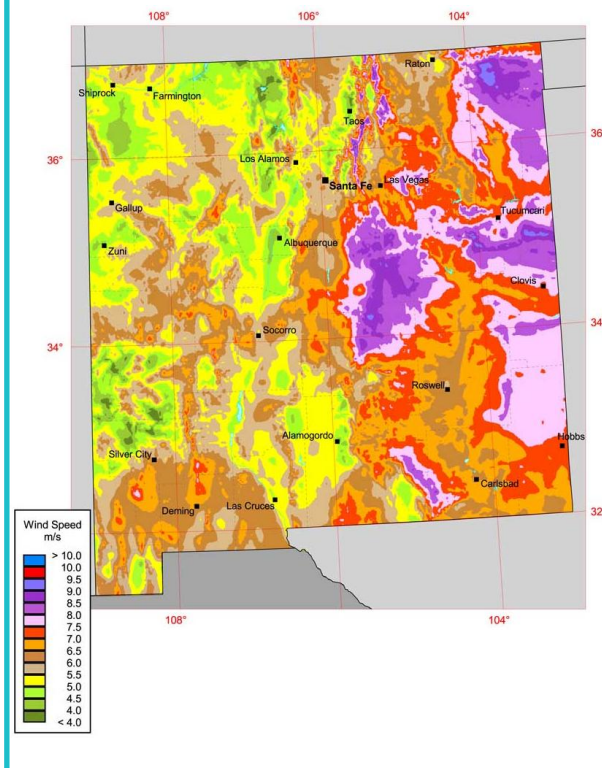 108°
106°
104°
Raton
Shiprock
Farmington
Taos
36°
36°
Los Alamos
Santa Fe
Las Vegas
Gallup
Tucumcari
Zuni
Albuquerque
Clovis
34°
Socorro
34°
Roswell
Alamogordo
Hobbs
Silver City
Carlsbad
Deming
Las Cruces
32°
Wind Speed
m/s
> 10.0
10.0
9.5
9.0
8.5
8.0
7.5
7.0
6.5
6.0
5.5
5.0
4.5
4.0
< 4.0
108°
104°